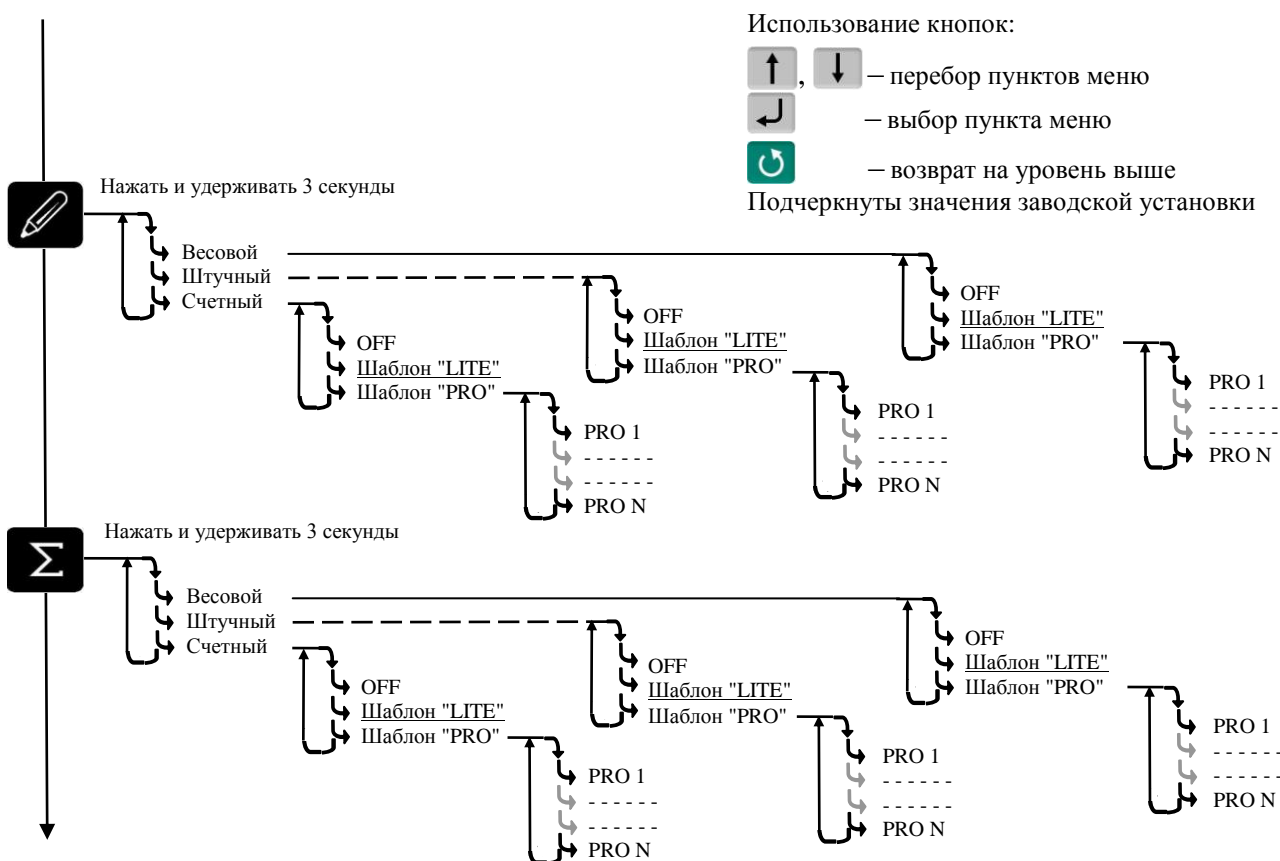 Использование кнопок:
, – перебор пунктов меню
– выбор пункта меню
– возврат на уровень выше
Подчеркнуты значения заводской установки
Нажать и удерживать 3 секунды
Весовой
Штучный
Счетный
OFF
Шаблон "LITE"
Шаблон "PRO"
PRO 1
- - - - - -
- - - - - -
PRO N
OFF
Шаблон "LITE"
Шаблон "PRO"
PRO 1
- - - - - -
- - - - - -
PRO N
OFF
Шаблон "LITE"
Шаблон "PRO"
PRO 1
- - - - - -
- - - - - -
PRO N
Σ
Нажать и удерживать 3 секунды
Весовой
Штучный
Счетный
OFF
Шаблон "LITE"
Шаблон "PRO"
PRO 1
- - - - - -
- - - - - -
PRO N
OFF
Шаблон "LITE"
Шаблон "PRO"
PRO 1
- - - - - -
- - - - - -
PRO N
OFF
Шаблон "LITE"
Шаблон "PRO"
PRO 1
- - - - - -
- - - - - -
PRO N